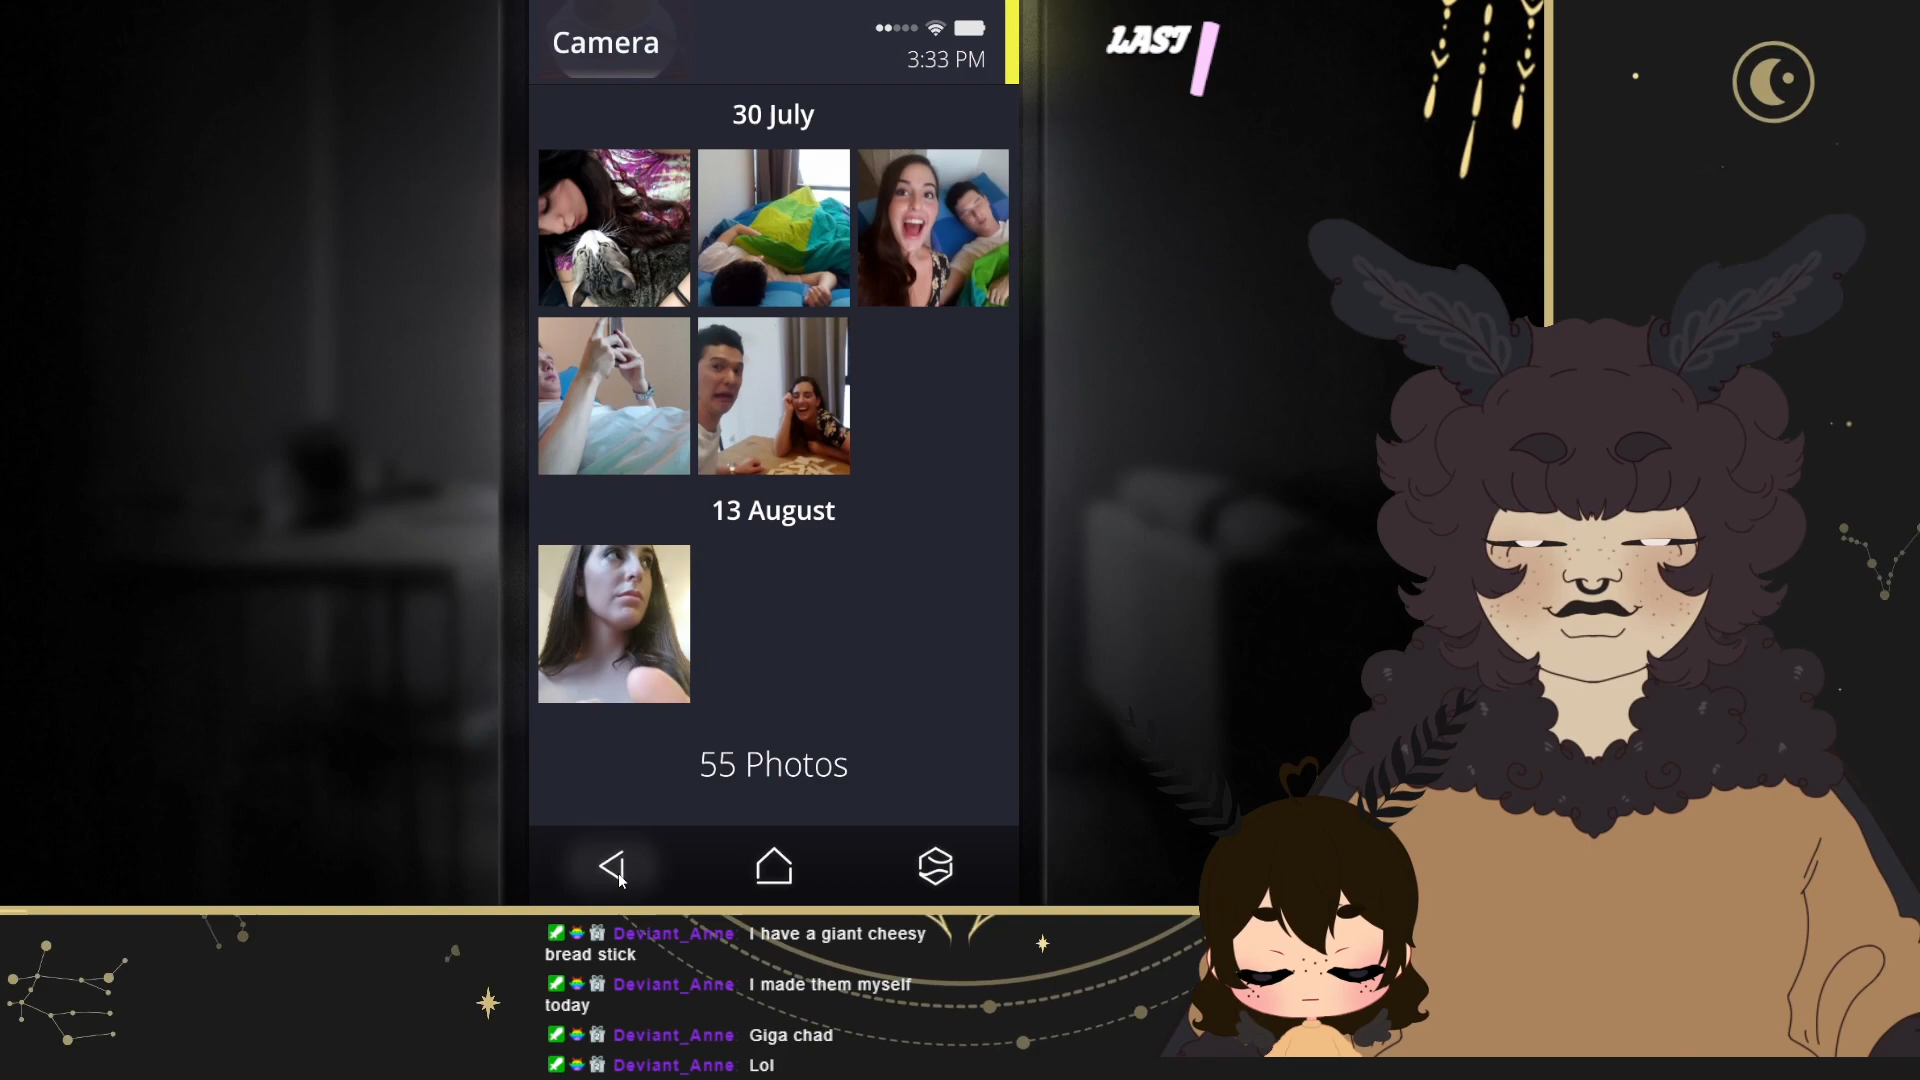 Camera
3:33 PM
LAST
30 July
13 August
55 Photos
Deviant_Anne: I have a giant cheesy
bread stick
Deviant_Anne: I made them myself
today
Deviant_Anne: Giga chad
Deviant_Anne: Lol